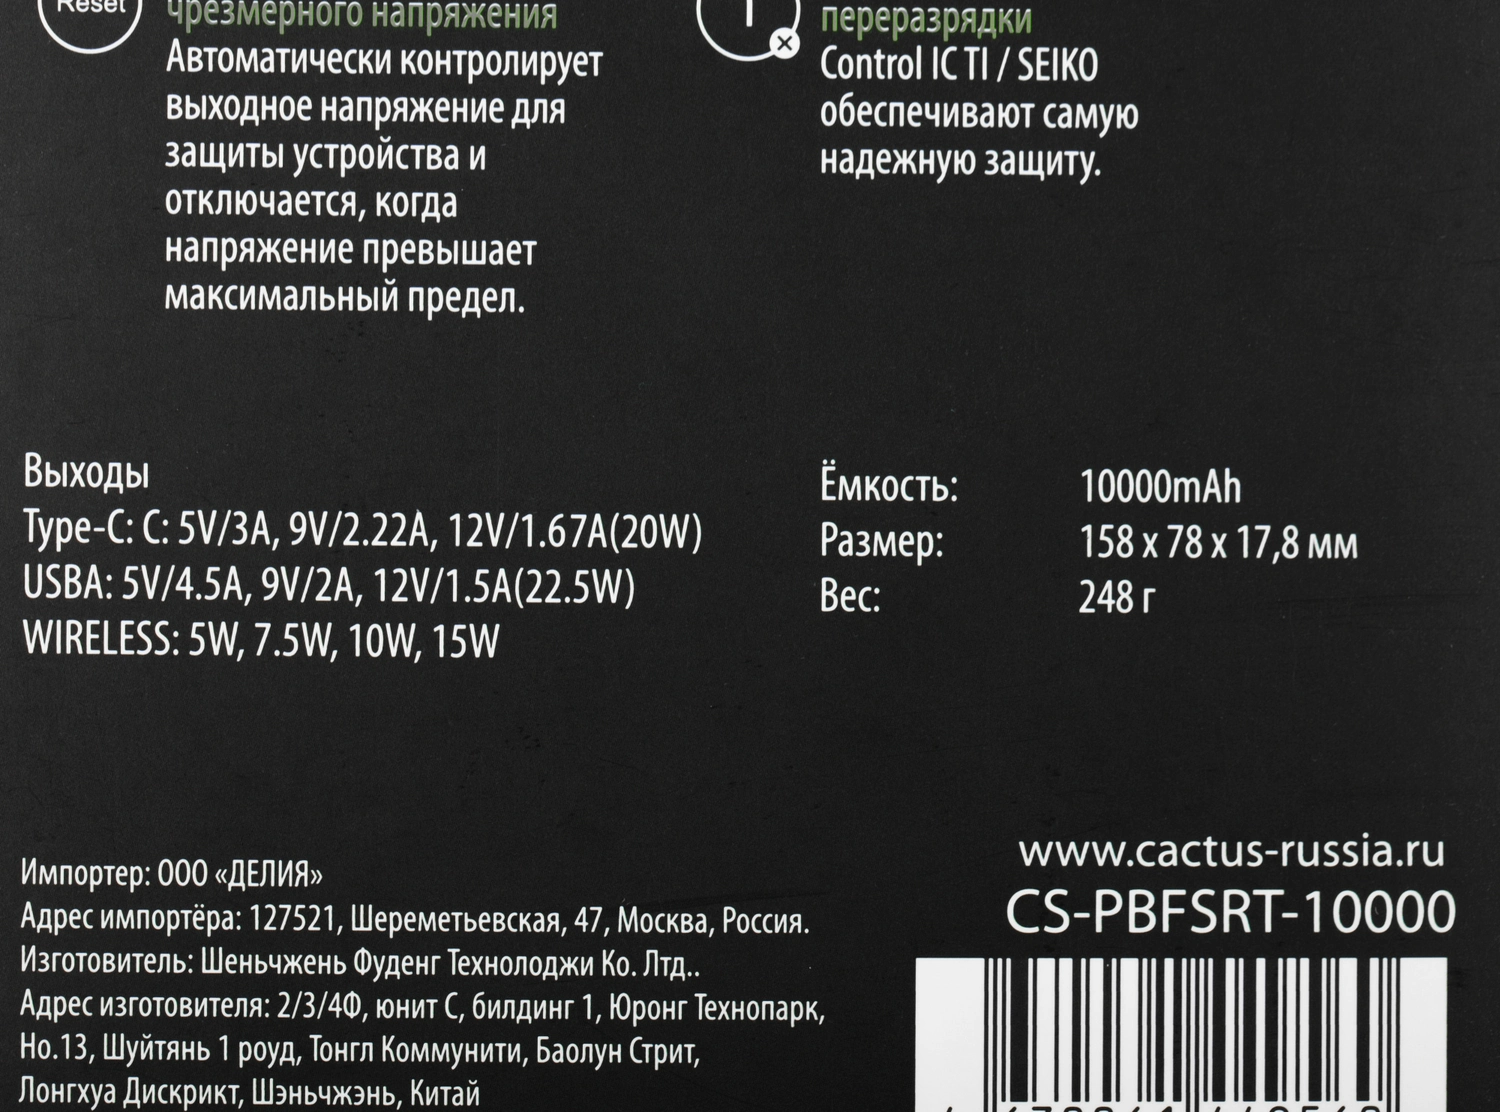 Reset
чрезмерного напряжения
Автоматически контролирует
выходное напряжение для
защиты устройства и
отключается, когда
напряжение превышает
максимальный предел.
переразрядки
Control IC TI / SEIKO
обеспечивают самую
надежную защиту.
Выходы
Type-C: C: 5V/3A, 9V/2.22A, 12V/1.67A(20W)
USBA: 5V/4.5A, 9V/2A, 12V/1.5A(22.5W)
WIRELESS: 5W, 7.5W, 10W, 15W
Ёмкость: 10000mAh
Размер: 158 x 78 x 17,8 мм
Вес: 248 г
Импортер: ООО «ДЕЛИЯ»
Адрес импортёра: 127521, Шереметьевская, 47, Москва, Россия.
Изготовитель: Шеньчжень Фуденг Технолоджи Ко. Лтд..
Адрес изготовителя: 2/3/4Ф, юнит С, билдинг 1, Юронг Технопарк,
Но.13, Шуйтянь 1 роуд, Тонгл Коммунити, Баолун Стрит,
Лонгхуа Дискрикт, Шэньчжэнь, Китай
www.cactus-russia.ru
CS-PBFSRT-10000